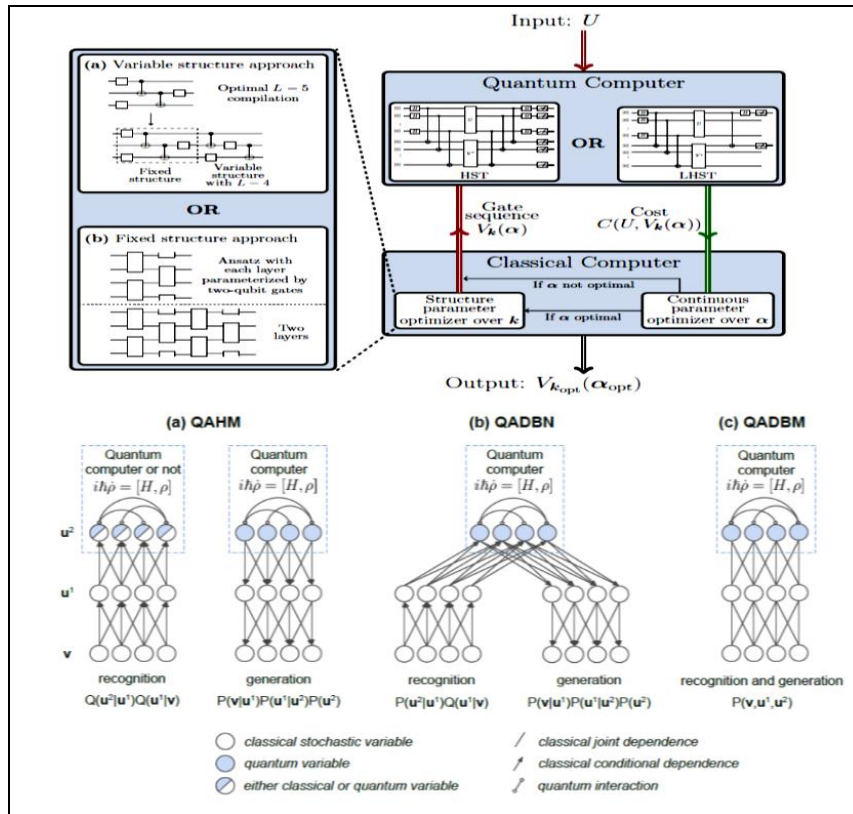 Input: U
(a) Variable structure approach
Optimal L = 5
compilation
Fixed
structure
Variable
structure
with L = 4
OR
(b) Fixed structure approach
Ansatz with
each layer
parameterized by
two-qubit gates
Two
layers
Quantum Computer
HST
OR
LHST
Gate
sequence
V_k(α)
Cost
C(U, V_k(α))
Classical Computer
If α not optimal
Structure
parameter
optimizer over k
If α optimal
Continuous
parameter
optimizer over α
Output: V_{k_opt}(α_opt)
(a) QAHM
(b) QADBN
(c) QADBM
Quantum
computer or not
iħρ̇ = [H, ρ]
Quantum
computer
iħρ̇ = [H, ρ]
Quantum
computer
iħρ̇ = [H, ρ]
Quantum
computer
iħρ̇ = [H, ρ]
u²
u¹
v
recognition
Q(u²|u¹)Q(u¹|v)
generation
P(v|u¹)P(u¹|u²)P(u²)
recognition
P(u²|u¹)Q(u¹|v)
generation
P(v|u¹)P(u¹|u²)P(u²)
recognition and generation
P(v,u¹,u²)
classical stochastic variable
quantum variable
either classical or quantum variable
classical joint dependence
classical conditional dependence
quantum interaction